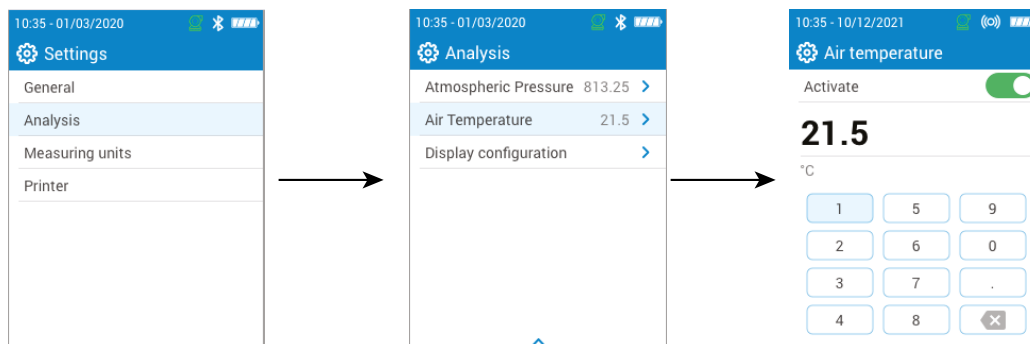 10:35 - 01/03/2020
Settings
General
Analysis
Measuring units
Printer
10:35 - 01/03/2020
Analysis
Atmospheric Pressure 813.25
Air Temperature 21.5
Display configuration
10:35 - 10/12/2021
Air temperature
Activate
21.5
°C
1 5 9
2 6 0
3 7 .
4 8